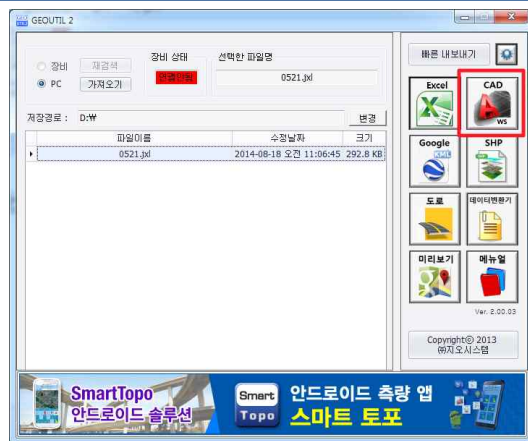 GEOUTIL 2
장비
재검색
PC
가져오기
장비 상태
연결안됨
선택한 파일명
0521.jxl
저장경로 : D:₩
변경
파일이름 수정날짜 크기
0521.jxl 2014-08-18 오전 11:06:45 292.8 KB
빠른 내보내기
Excel
CAD
WS
Google
KML
SHP
도로
데이터변환기
미리보기
메뉴얼
Ver. 2.00.03
Copyright© 2013
㈜지오시스템
SmartTopo
안드로이드 솔루션
Smart
Topo
안드로이드 측량 앱
스마트 토포